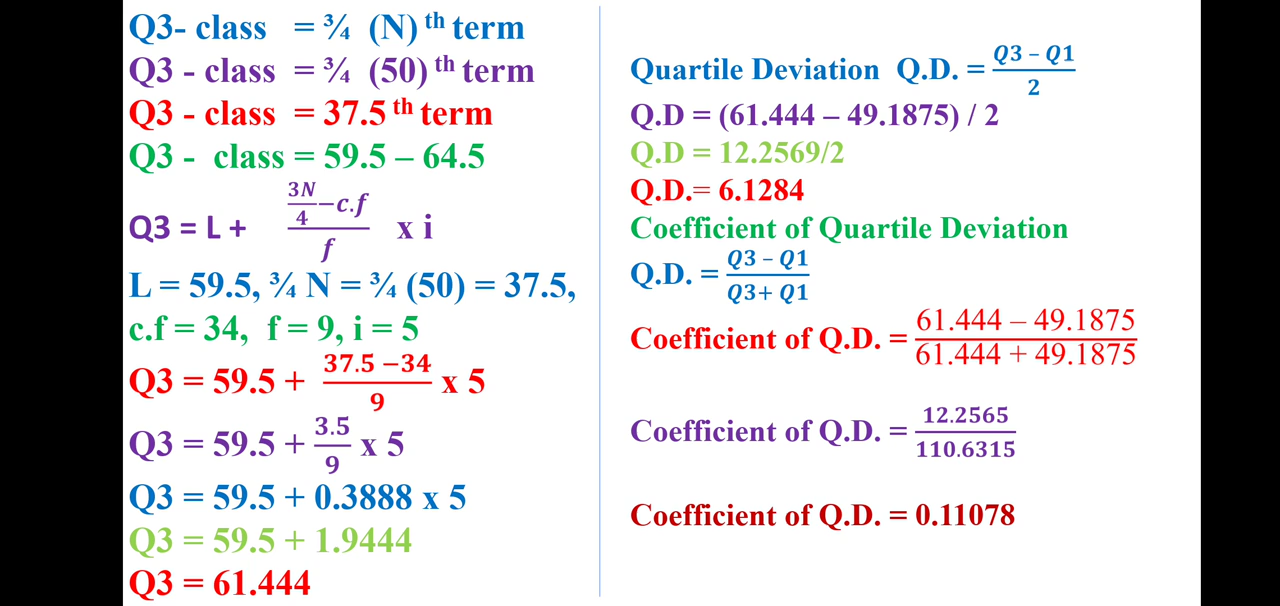 Q3- class = ¾ (N) th term
Q3 - class = ¾ (50) th term
Q3 - class = 37.5 th term
Q3 - class = 59.5 – 64.5
Q3 = L + (3N/4 − c.f)/f x i
L = 59.5, ¾ N = ¾ (50) = 37.5,
c.f = 34, f = 9, i = 5
Q3 = 59.5 + (37.5 −34)/9 x 5
Q3 = 59.5 + 3.5/9 x 5
Q3 = 59.5 + 0.3888 x 5
Q3 = 59.5 + 1.9444
Q3 = 61.444
Quartile Deviation Q.D. = (Q3 − Q1)/2
Q.D = (61.444 – 49.1875) / 2
Q.D = 12.2569/2
Q.D.= 6.1284
Coefficient of Quartile Deviation
Q.D. = (Q3 − Q1)/(Q3+ Q1)
Coefficient of Q.D. = (61.444 − 49.1875)/(61.444 + 49.1875)
Coefficient of Q.D. = 12.2565/110.6315
Coefficient of Q.D. = 0.11078